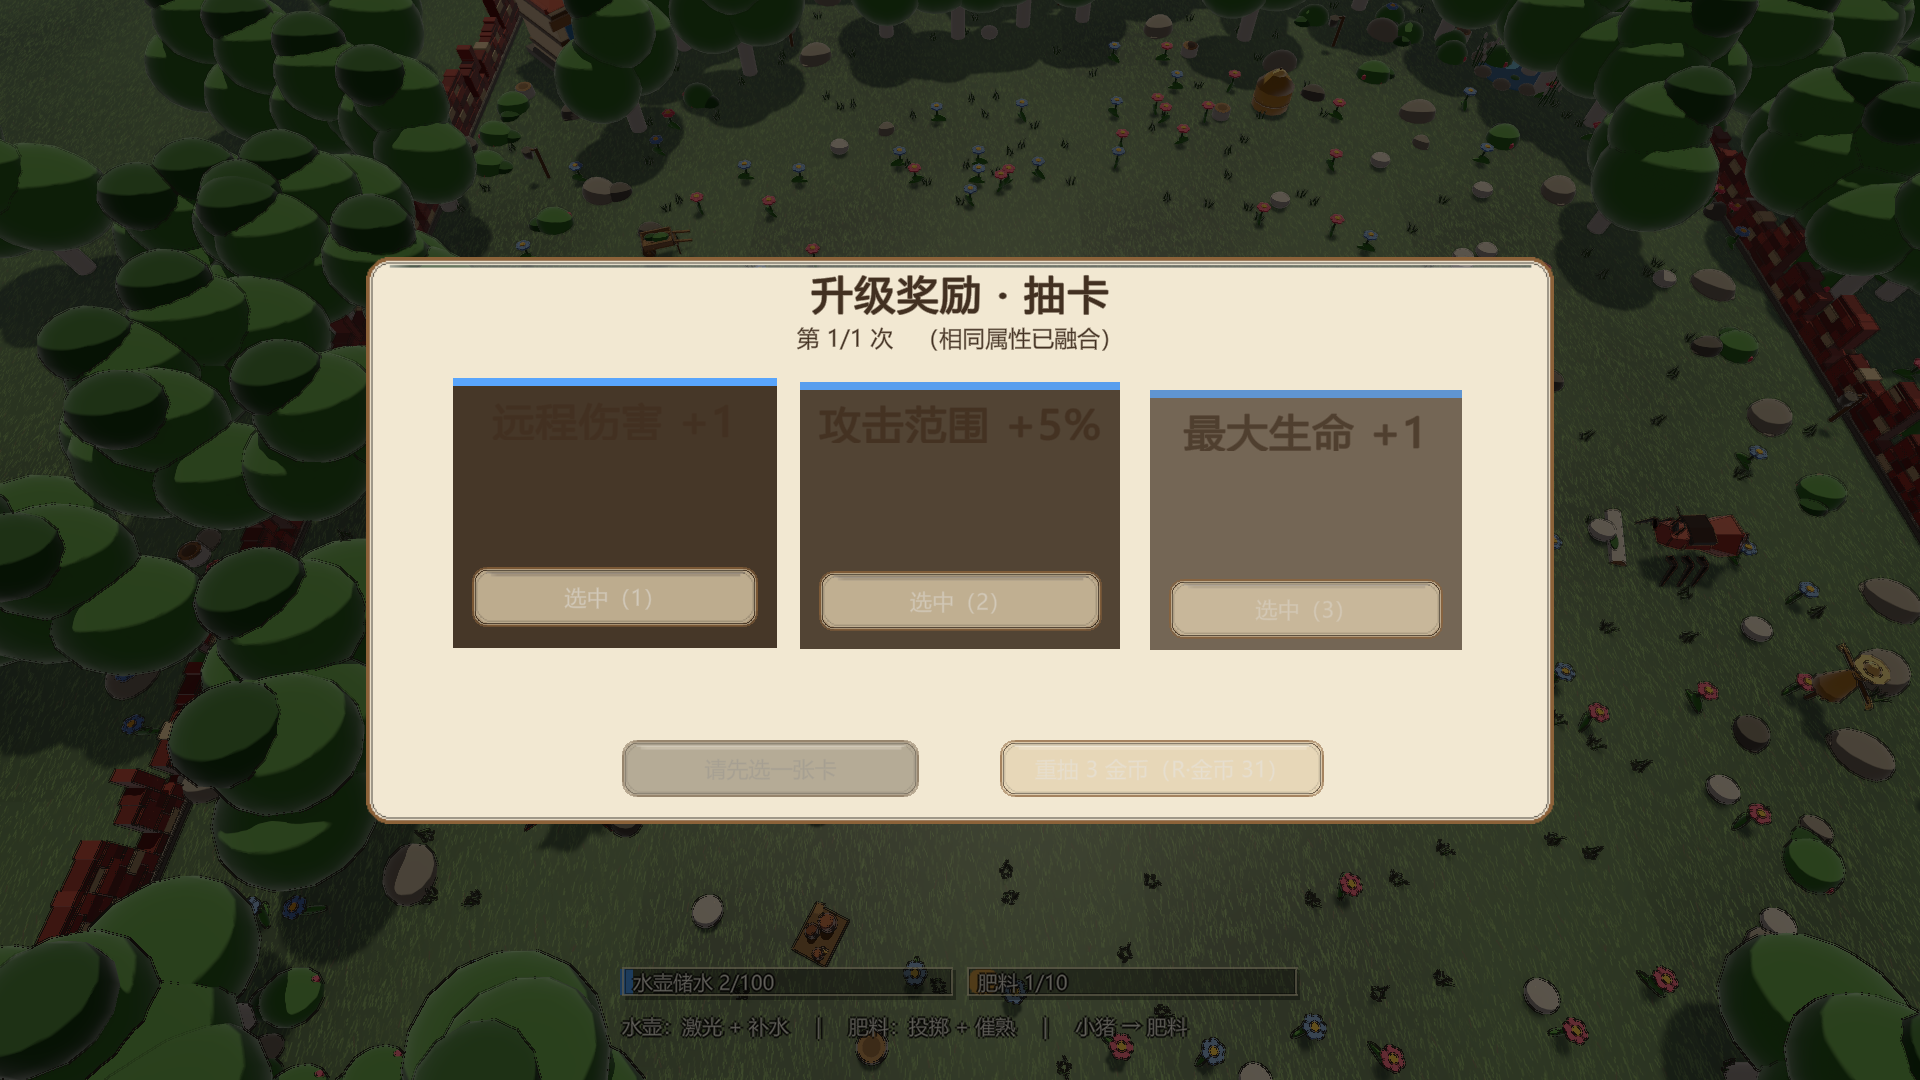 升级奖励 · 抽卡
第 1/1 次 （相同属性已融合）
远程伤害 +1
攻击范围 +5%
最大生命 +1
选中（1）
选中（2）
选中（3）
请先选一张卡
重抽 3 金币（R·金币 31）
水壶储水 2/100
肥料 1/10
水壶：激光 + 补水 | 肥料：投掷 + 催熟 | 小猪 → 肥料